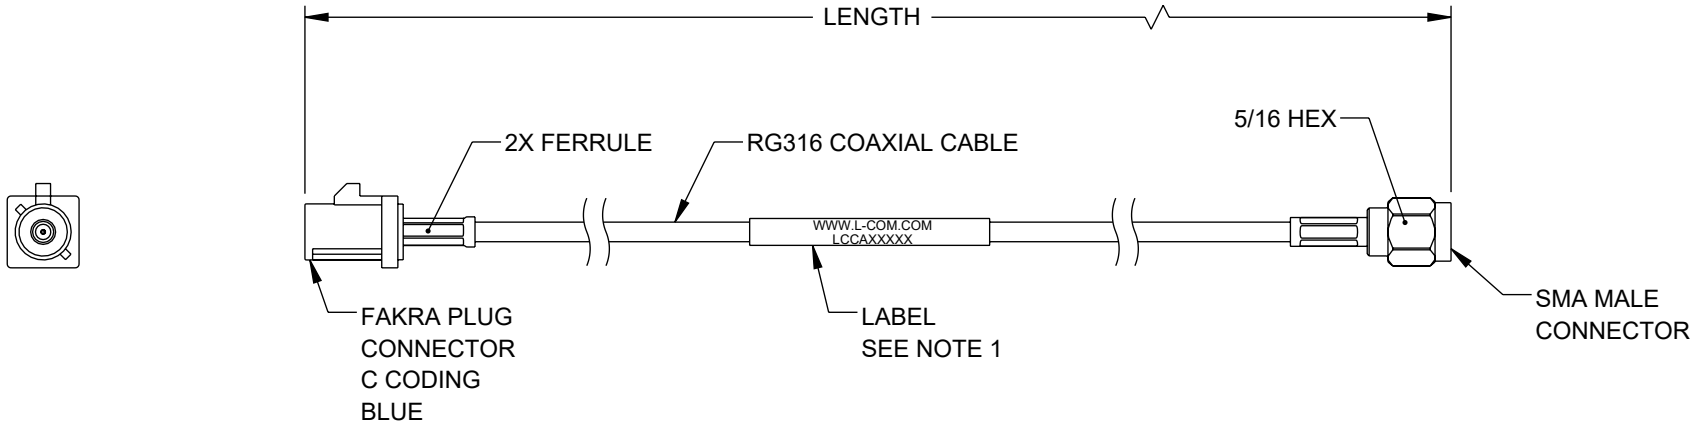 LENGTH
5/16 HEX
2X FERRULE
RG316 COAXIAL CABLE
WWW.L-COM.COM
LCCAXXXXX
FAKRA PLUG
CONNECTOR
C CODING
BLUE
LABEL
SEE NOTE 1
SMA MALE
CONNECTOR